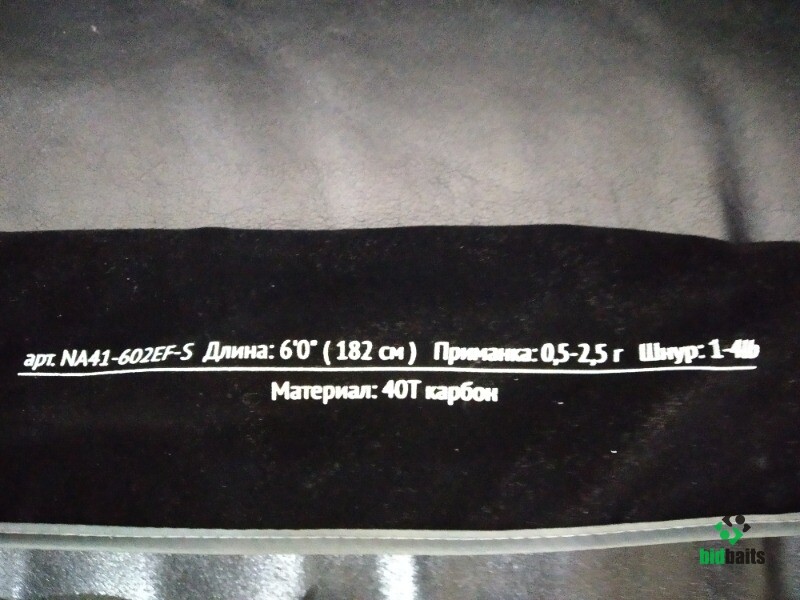 арт. NA41-602EF-S Длина: 6'0" ( 182 см ) Приманка: 0,5-2,5 г Шнур: 1-4lb
Материал: 40T карбон
bidbaits